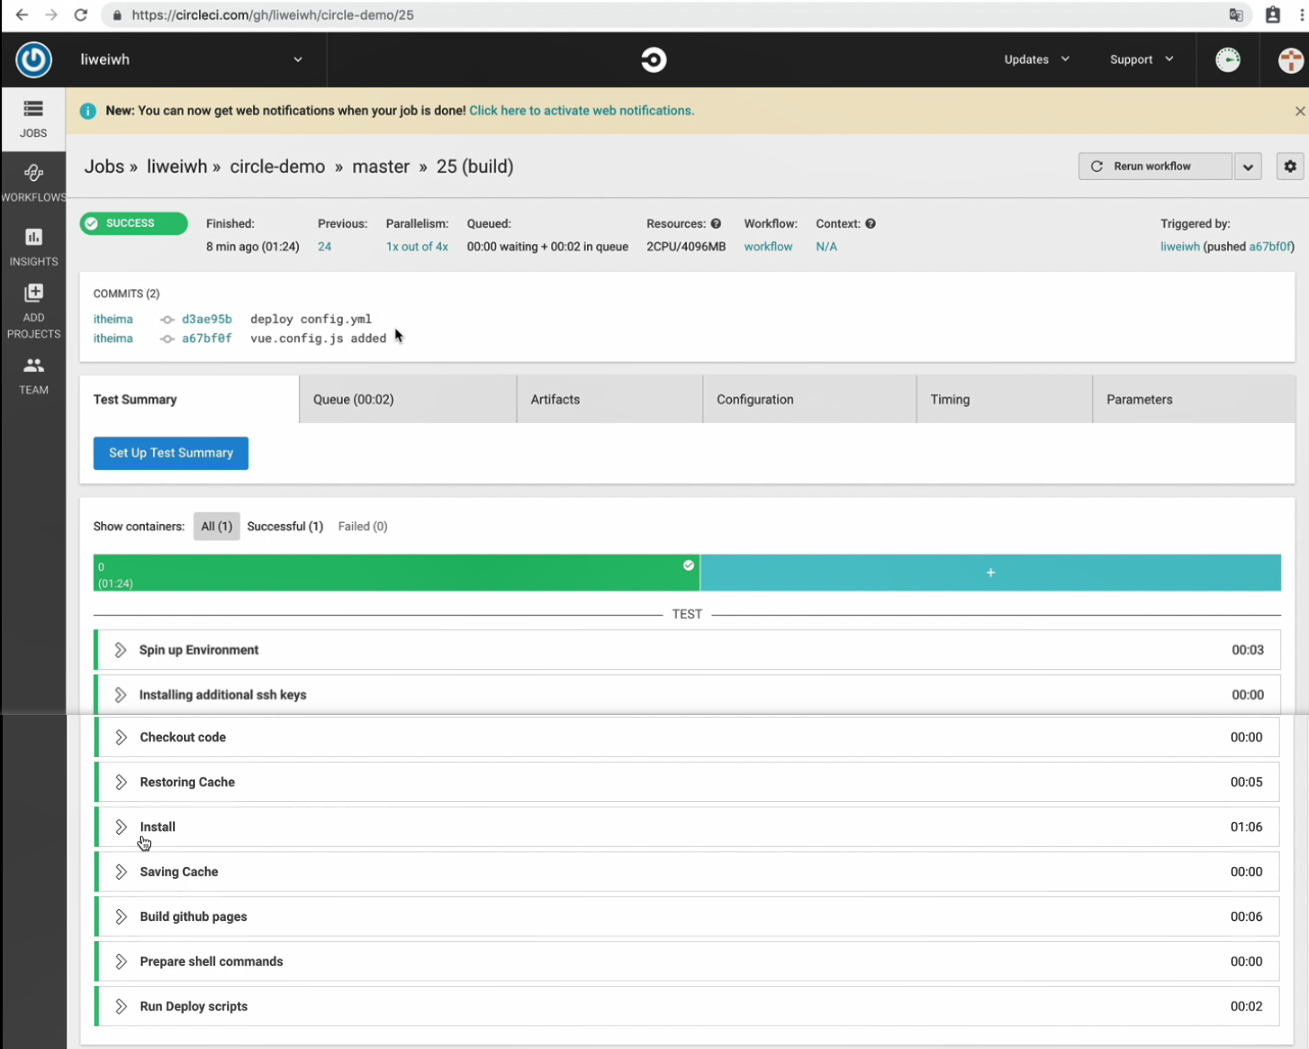 https://circleci.com/gh/liweiwh/circle-demo/25
liweiwh
Updates
Support
JOBS
New: You can now get web notifications when your job is done! Click here to activate web notifications.
WORKFLOWS
Jobs » liweiwh » circle-demo » master » 25 (build)
Rerun workflow
INSIGHTS
SUCCESS
Finished: Previous: Parallelism: Queued: Resources: Workflow: Context: Triggered by:
8 min ago (01:24) 24 1x out of 4x 00:00 waiting + 00:02 in queue 2CPU/4096MB workflow N/A liweiwh (pushed a67bf0f)
ADD
PROJECTS
TEAM
COMMITS (2)
itheima d3ae95b deploy config.yml
itheima a67bf0f vue.config.js added
Test Summary Queue (00:02) Artifacts Configuration Timing Parameters
Set Up Test Summary
Show containers: All (1) Successful (1) Failed (0)
0
(01:24)
+
TEST
Spin up Environment 00:03
Installing additional ssh keys 00:00
Checkout code 00:00
Restoring Cache 00:05
Install 01:06
Saving Cache 00:00
Build github pages 00:06
Prepare shell commands 00:00
Run Deploy scripts 00:02